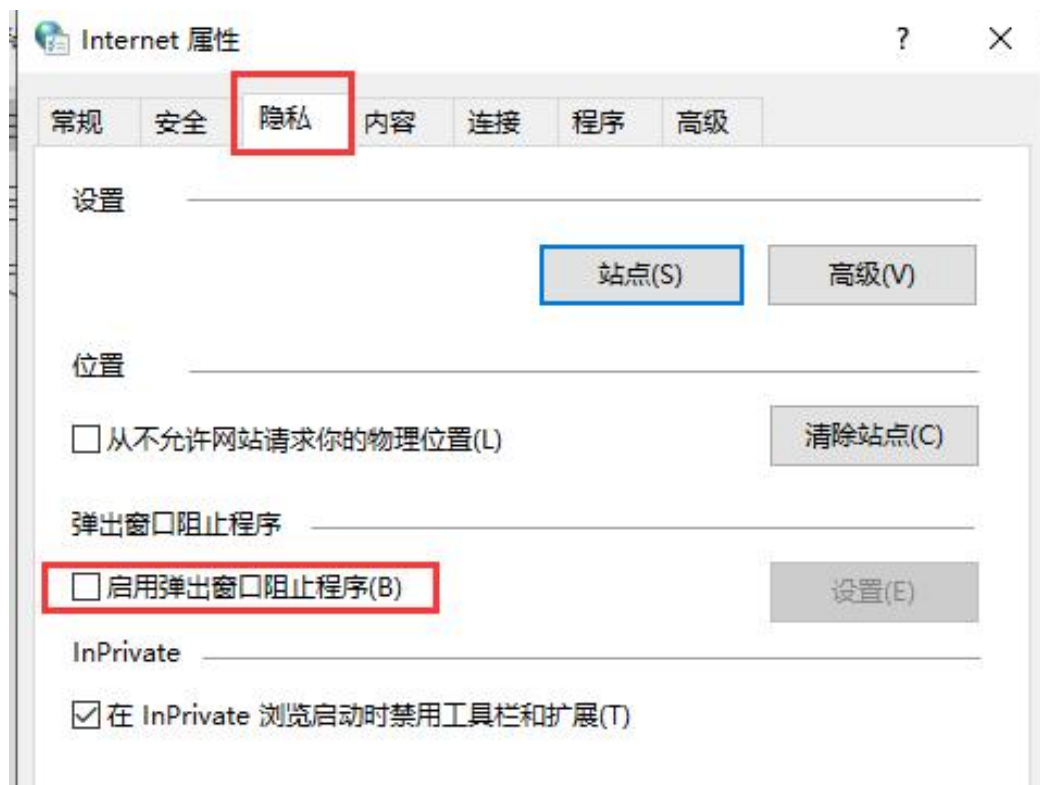 Internet 属性
常规 安全 隐私 内容 连接 程序 高级
设置
站点(S) 高级(V)
位置
从不允许网站请求你的物理位置(L) 清除站点(C)
弹出窗口阻止程序
启用弹出窗口阻止程序(B) 设置(E)
InPrivate
在 InPrivate 浏览启动时禁用工具栏和扩展(T)